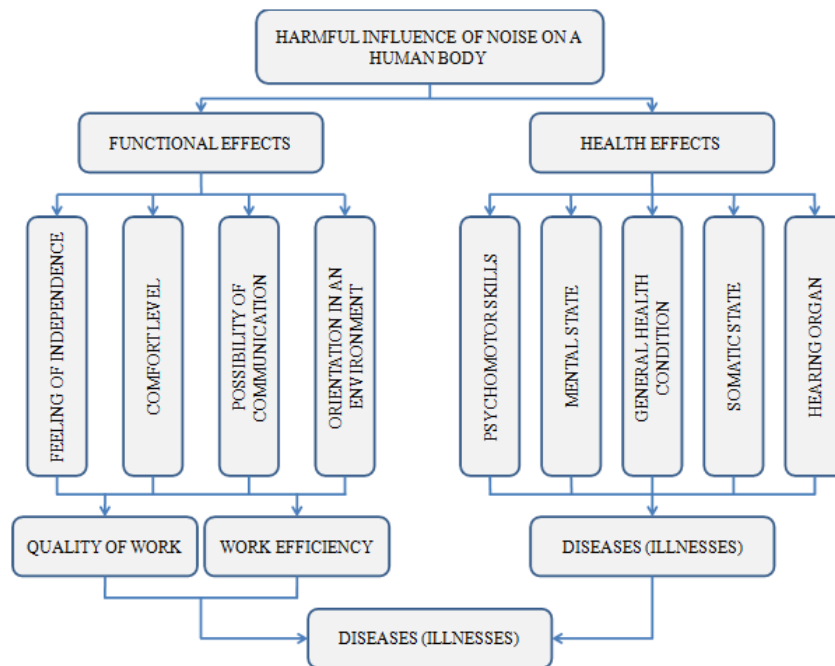 HARMFUL INFLUENCE OF NOISE ON A
HUMAN BODY
FUNCTIONAL EFFECTS
HEALTH EFFECTS
FEELING OF INDEPENDENCE
COMFORT LEVEL
POSSIBILITY OF
COMMUNICATION
ORIENTATION IN AN
ENVIRONMENT
PSYCHOMOTOR SKILLS
MENTAL STATE
GENERAL HEALTH
CONDITION
SOMATIC STATE
HEARING ORGAN
QUALITY OF WORK
WORK EFFICIENCY
DISEASES (ILLNESSES)
DISEASES (ILLNESSES)